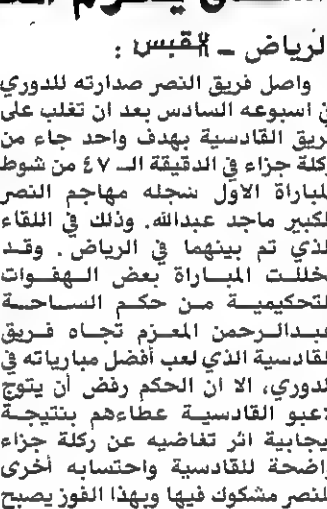 الرياض ـ القبس :
واصل فريق النصر صدارته للدوري
في اسبوعه السادس بعد ان تغلب على
فريق القادسية بهدف واحد جاء من
ركلة جزاء في الدقيقة الـ ٤٧ من شوط
المباراة الاول سجله مهاجم النصر
الكبير ماجد عبدالله. وذلك في اللقاء
الذي تم بينهما في الرياض. وقد
تخللت المباراة بعض الهفوات
التحكيمية من حكم الساحة
عبدالرحمن المعزم تجاه فريق
القادسية الذي لعب أفضل مبارياته في
الدوري، الا ان الحكم رفض أن يتوج
لاعبو القادسية عطاءهم بنتيجة
ايجابية اثر تغاضيه عن ركلة جزاء
واضحة للقادسية واحتسابه أخرى
للنصر مشكوك فيها وبهذا الفوز يصبح